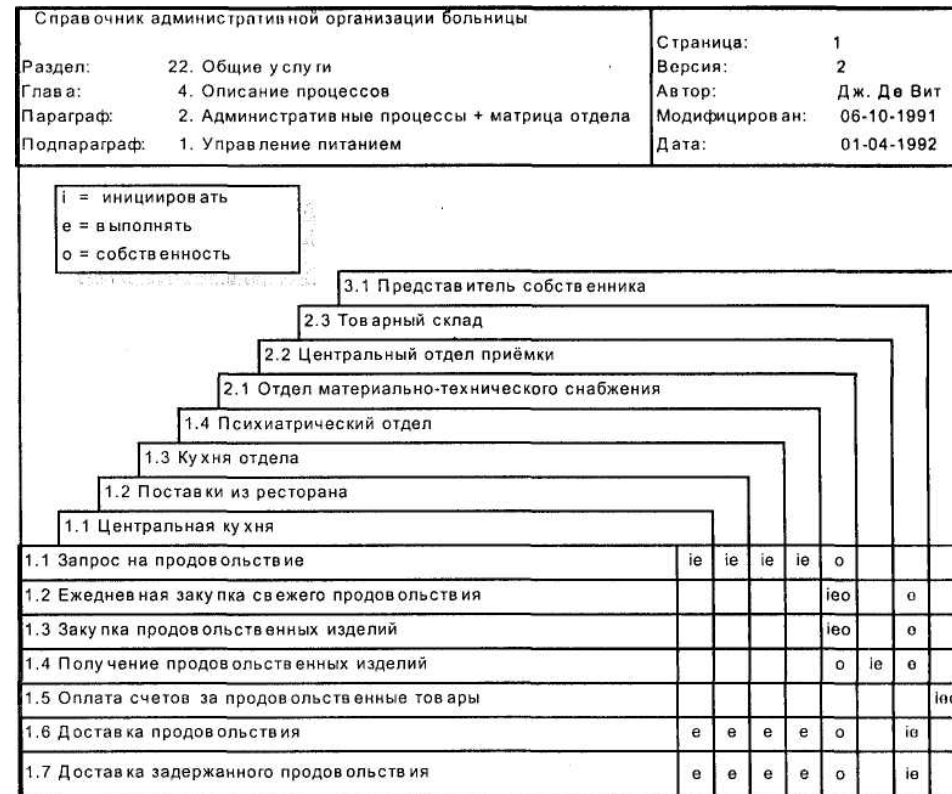 Справочник административной организации больницы
Страница: 1
Раздел: 22. Общие услуги Версия: 2
Глава: 4. Описание процессов Автор: Дж. Де Вит
Параграф: 2. Административные процессы + матрица отдела Модифицирован: 06-10-1991
Подпараграф: 1. Управление питанием Дата: 01-04-1992
i = инициировать
e = выполнять
o = собственность
3.1 Представитель собственника
2.3 Товарный склад
2.2 Центральный отдел приёмки
2.1 Отдел материально-технического снабжения
1.4 Психиатрический отдел
1.3 Кухня отдела
1.2 Поставки из ресторана
1.1 Центральная кухня
1.1 Запрос на продовольствие ie ie ie ie o
1.2 Ежедневная закупка свежего продовольствия ieo e
1.3 Закупка продовольственных изделий ieo e
1.4 Получение продовольственных изделий o ie e
1.5 Оплата счетов за продовольственные товары
1.6 Доставка продовольствия e e e e o ie
1.7 Доставка задержанного продовольствия e e e e o ie